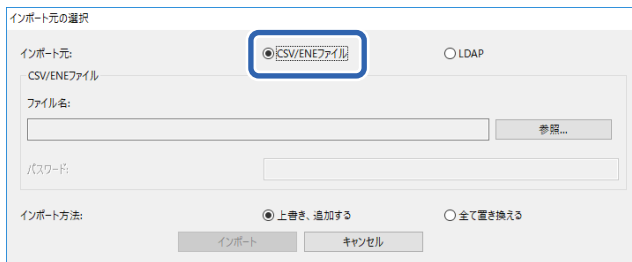 インポート元の選択
インポート元: CSV/ENEファイル LDAP
CSV/ENEファイル
ファイル名:
参照...
パスワード:
インポート方法: 上書き、追加する 全て置き換える
インポート キャンセル